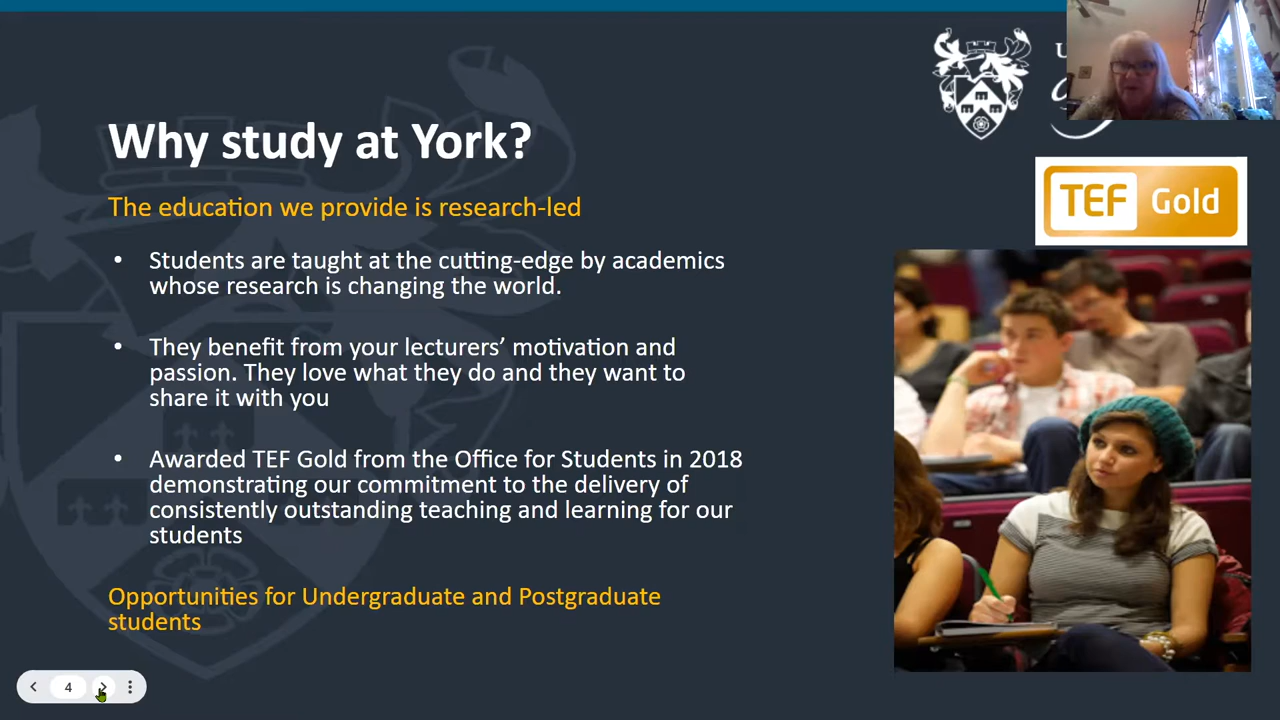 Why study at York?
The education we provide is research-led
• Students are taught at the cutting-edge by academics
whose research is changing the world.
• They benefit from your lecturers’ motivation and
passion. They love what they do and they want to
share it with you
• Awarded TEF Gold from the Office for Students in 2018
demonstrating our commitment to the delivery of
consistently outstanding teaching and learning for our
students
Opportunities for Undergraduate and Postgraduate
students
TEF Gold
4